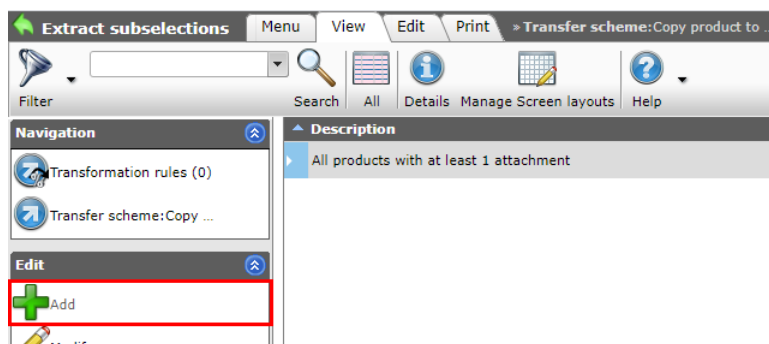 Extract subselections Menu View Edit Print » Transfer scheme:Copy product to ..
Filter Search All Details Manage Screen layouts Help
Navigation
Description
Transformation rules (0)
All products with at least 1 attachment
Transfer scheme:Copy ...
Edit
Add